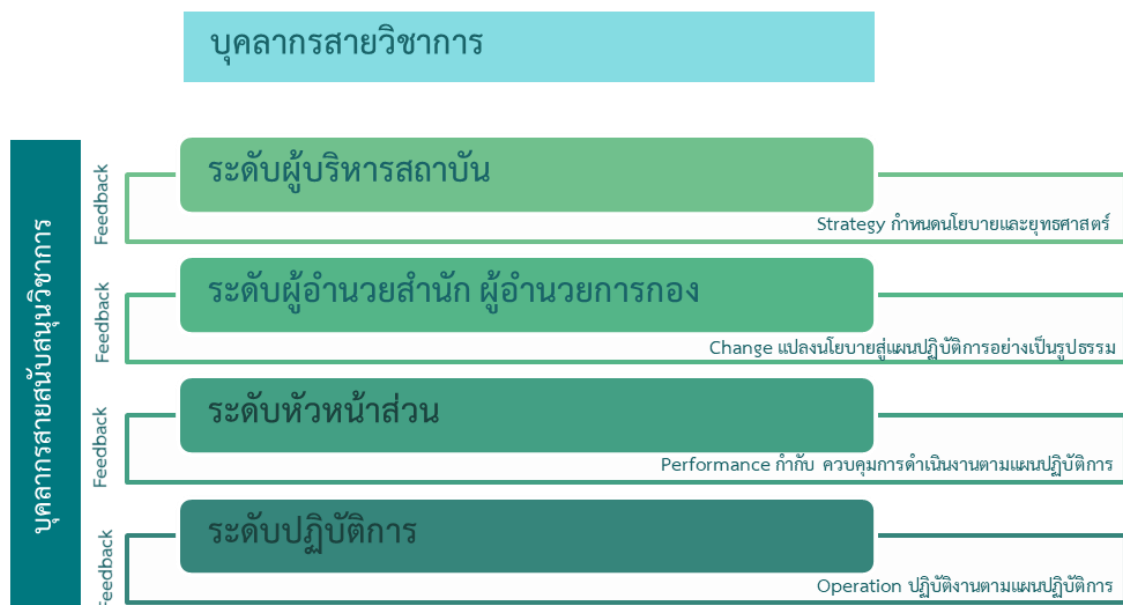 บุคลากรสายวิชาการ
บุคลากรสายสนับสนุนวิชาการ
Feedback
ระดับผู้บริหารสถาบัน
Strategy กำหนดนโยบายและยุทธศาสตร์
Feedback
ระดับผู้อำนวยสำนัก ผู้อำนวยการกอง
Change แปลงนโยบายสู่แผนปฏิบัติการอย่างเป็นรูปธรรม
Feedback
ระดับหัวหน้าส่วน
Performance กำกับ ควบคุมการดำเนินงานตามแผนปฏิบัติการ
Feedback
ระดับปฏิบัติการ
Operation ปฏิบัติงานตามแผนปฏิบัติการ